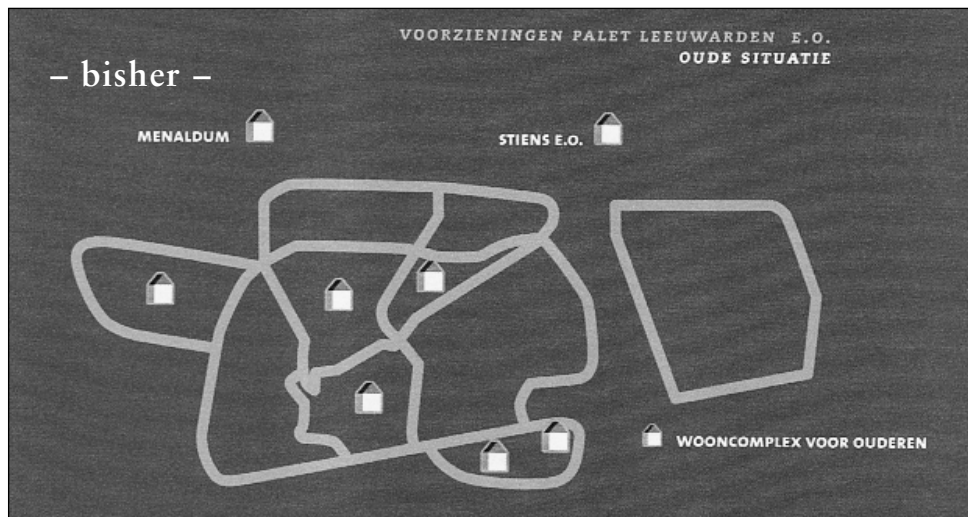 VOORZIENINGEN PALET LEEUWARDEN E.O.
OUDE SITUATIE
– bisher –
MENALDUM
STIENS E.O.
WOONCOMPLEX VOOR OUDEREN